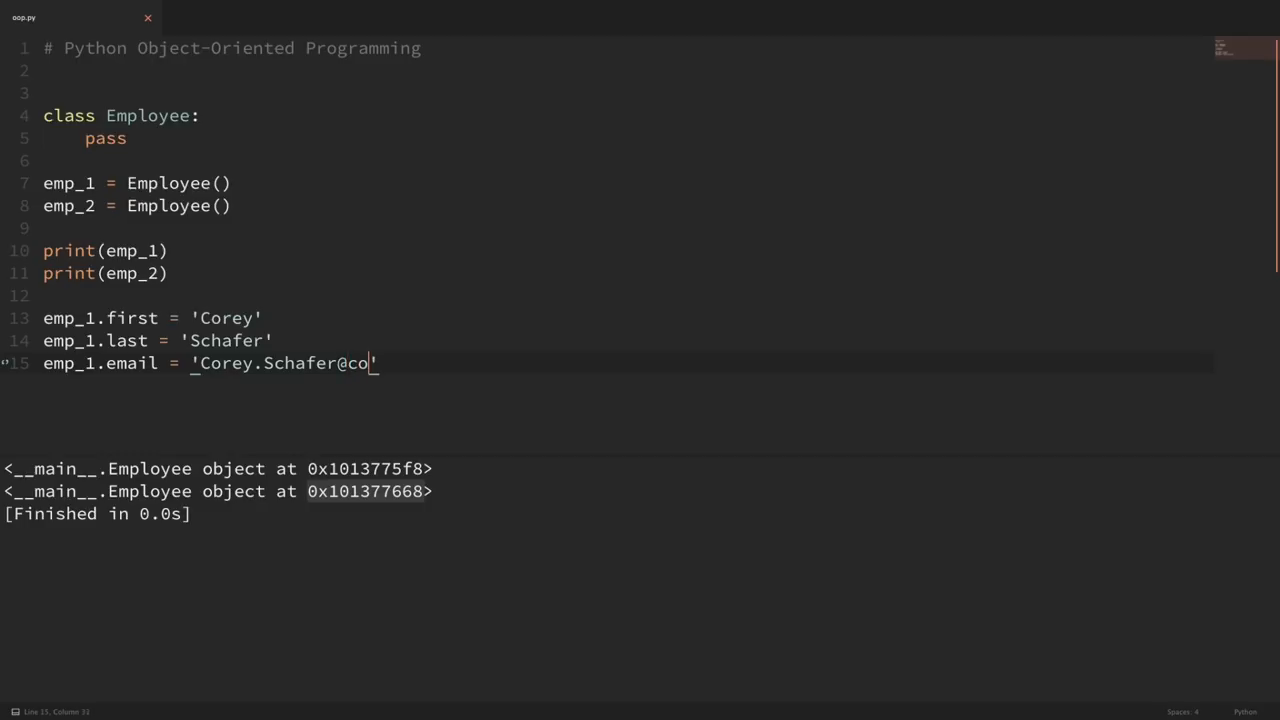 oop.py
1 # Python Object-Oriented Programming
2
3
4 class Employee:
5     pass
6
7 emp_1 = Employee()
8 emp_2 = Employee()
9
10 print(emp_1)
11 print(emp_2)
12
13 emp_1.first = 'Corey'
14 emp_1.last = 'Schafer'
15 emp_1.email = 'Corey.Schafer@co'
<__main__.Employee object at 0x1013775f8>
<__main__.Employee object at 0x101377668>
[Finished in 0.0s]
Line 15, Column 32 Spaces: 4 Python